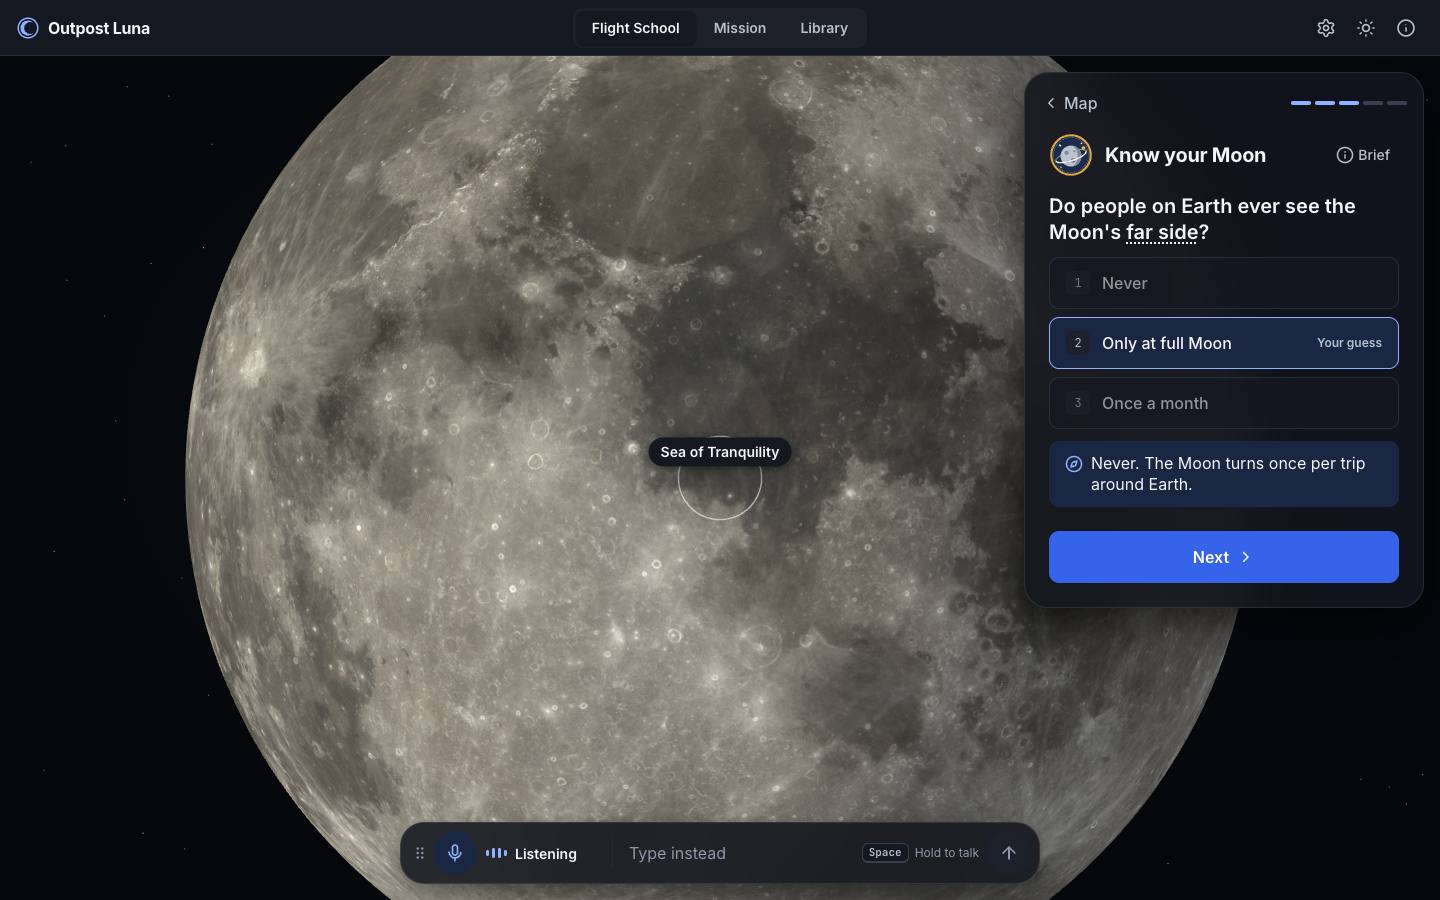 Outpost Luna
Flight School
Mission
Library
Map
Know your Moon
Brief
Do people on Earth ever see the
Moon's far side?
1 Never
2 Only at full Moon Your guess
3 Once a month
Never. The Moon turns once per trip
around Earth.
Next
Sea of Tranquility
Listening
Type instead
Space Hold to talk